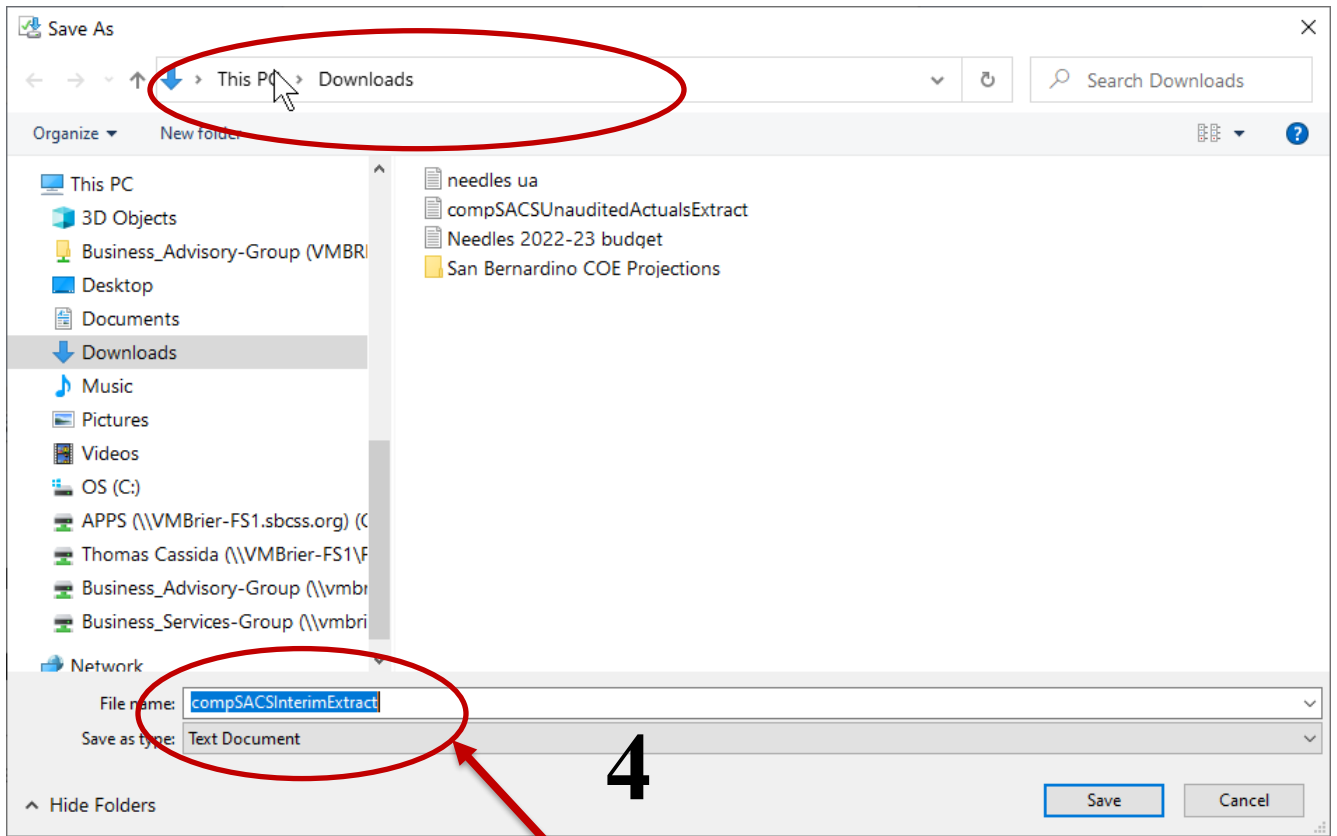 Save As
This PC > Downloads
Search Downloads
Organize
New folder
This PC
3D Objects
Business_Advisory-Group (VMBRI
Desktop
Documents
Downloads
Music
Pictures
Videos
OS (C:)
APPS (\\VMBrier-FS1.sbcss.org) (
Thomas Cassida (\\VMBrier-FS1\F
Business_Advisory-Group (\\vmbr
Business_Services-Group (\\vmbri
Network
needles ua
compSACSUnauditedActualsExtract
Needles 2022-23 budget
San Bernardino COE Projections
File name: compSACSInterimExtract
Save as type: Text Document
4
Hide Folders
Save
Cancel